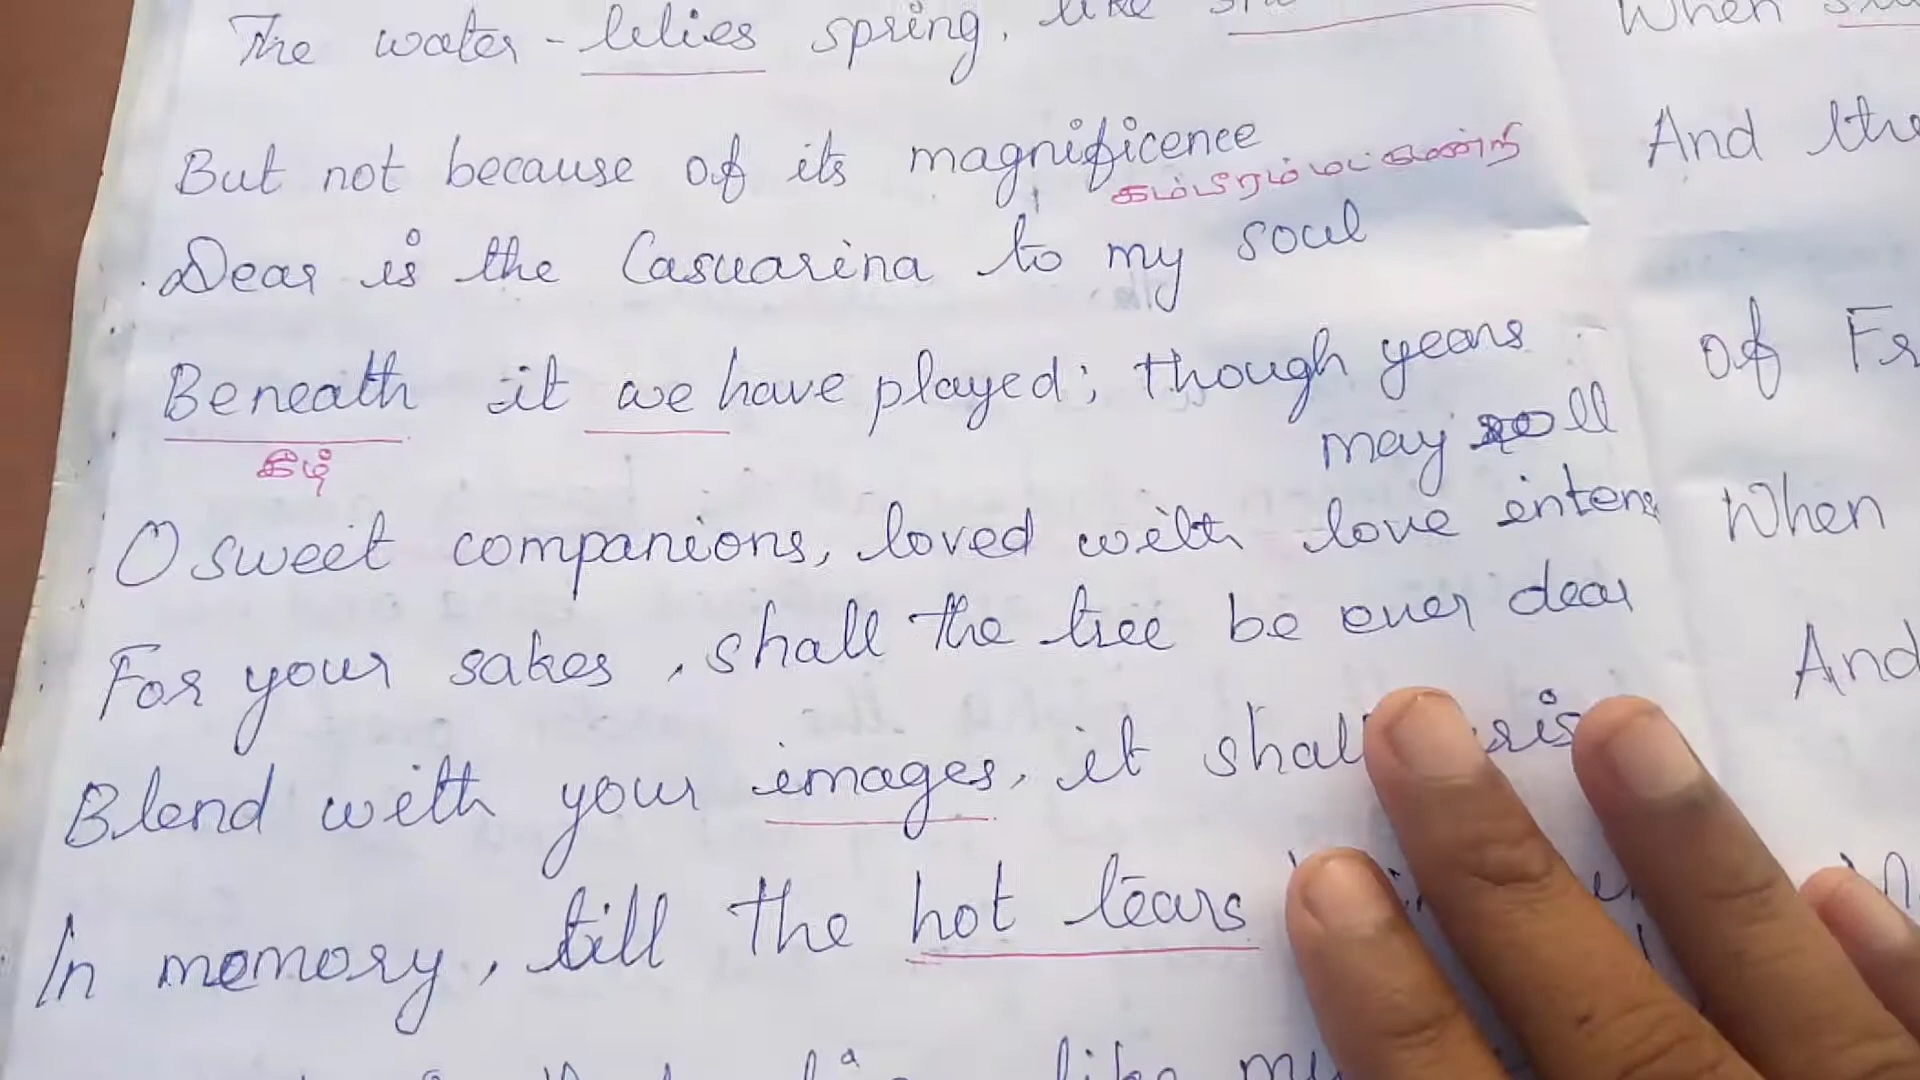 The water - lilies spring, like
But not because of its magnificence
Dear is the Casuarina to my soul
Beneath it we have played; though years
கீழ்
may roll
O sweet companions, loved with love intens
For your sakes, shall the tree be ever dear
Blend with your images, it shall
In memory, till the hot tears
like my
When
And the
of Fr
When
And